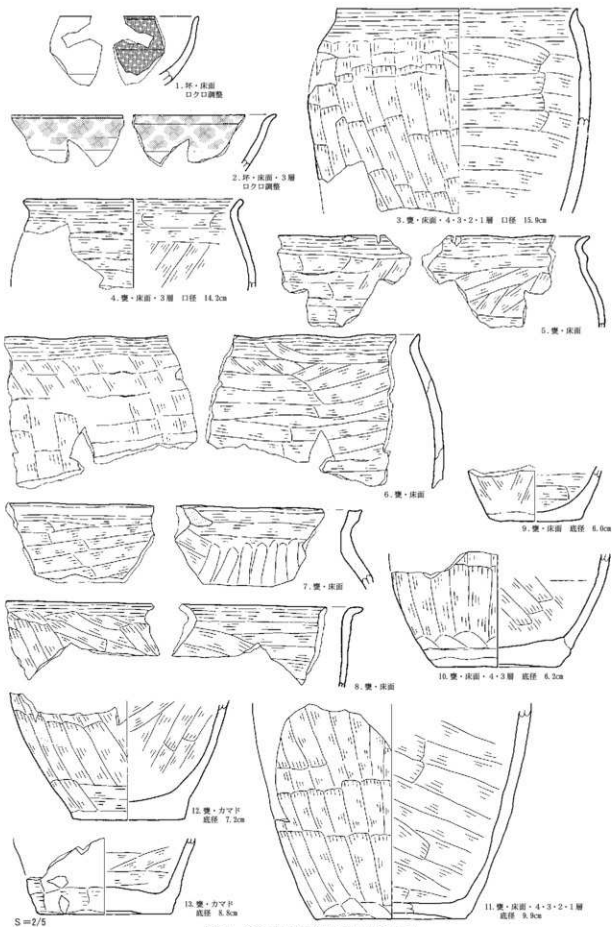 1. 坏・床面
ロクロ調整
2. 坏・床面・3層
ロクロ調整
3. 甕・床面・4・3・2・1層 口径 15.9cm
4. 甕・床面・3層 口径 14.2cm
5. 甕・床面
6. 甕・床面
7. 甕・床面
8. 甕・床面
9. 甕・床面 底径 8.0cm
10. 甕・床面・4・3層 底径 6.2cm
11. 甕・床面・4・3・2・1層
底径 9.9cm
12. 甕・カマド
底径 7.2cm
13. 甕・カマド
底径 8.8cm
S=2/5